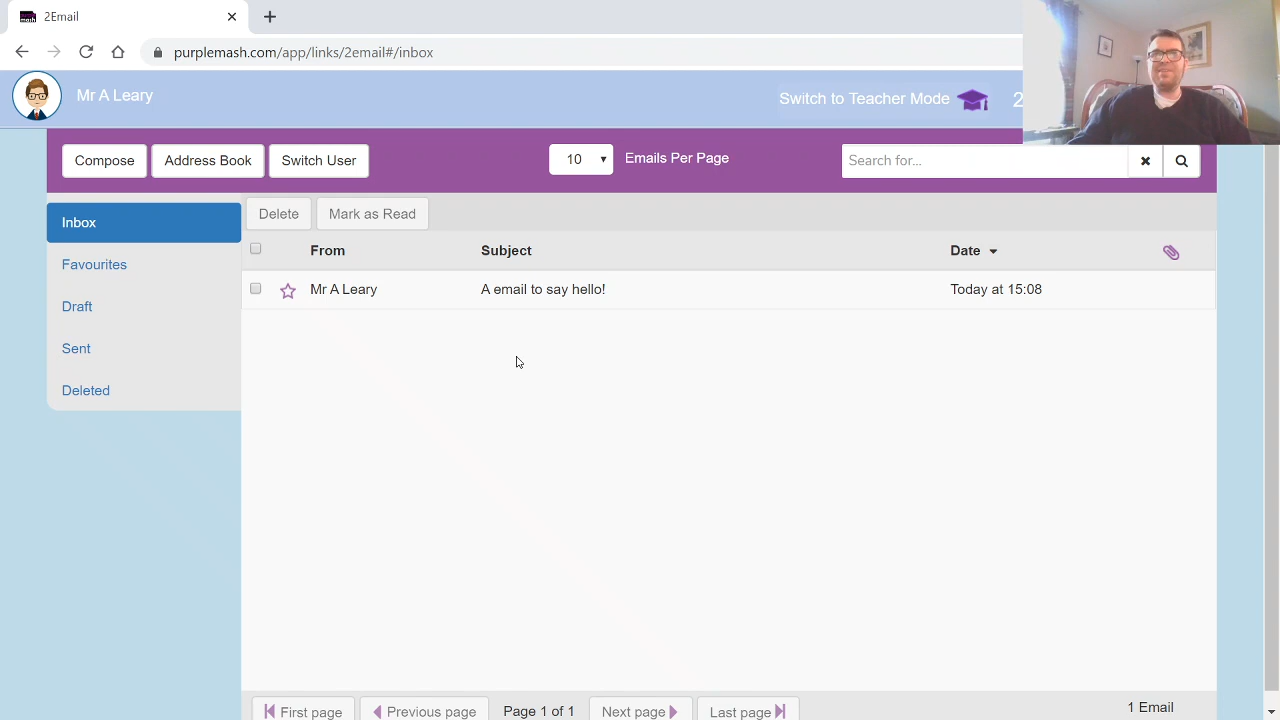 2Email
purplemash.com/app/links/2email#/inbox
Mr A Leary
Switch to Teacher Mode
2
Compose
Address Book
Switch User
10
Emails Per Page
Search for...
Inbox
Favourites
Draft
Sent
Deleted
Delete
Mark as Read
From Subject Date
Mr A Leary A email to say hello! Today at 15:08
First page
Previous page
Page 1 of 1
Next page
Last page
1 Email